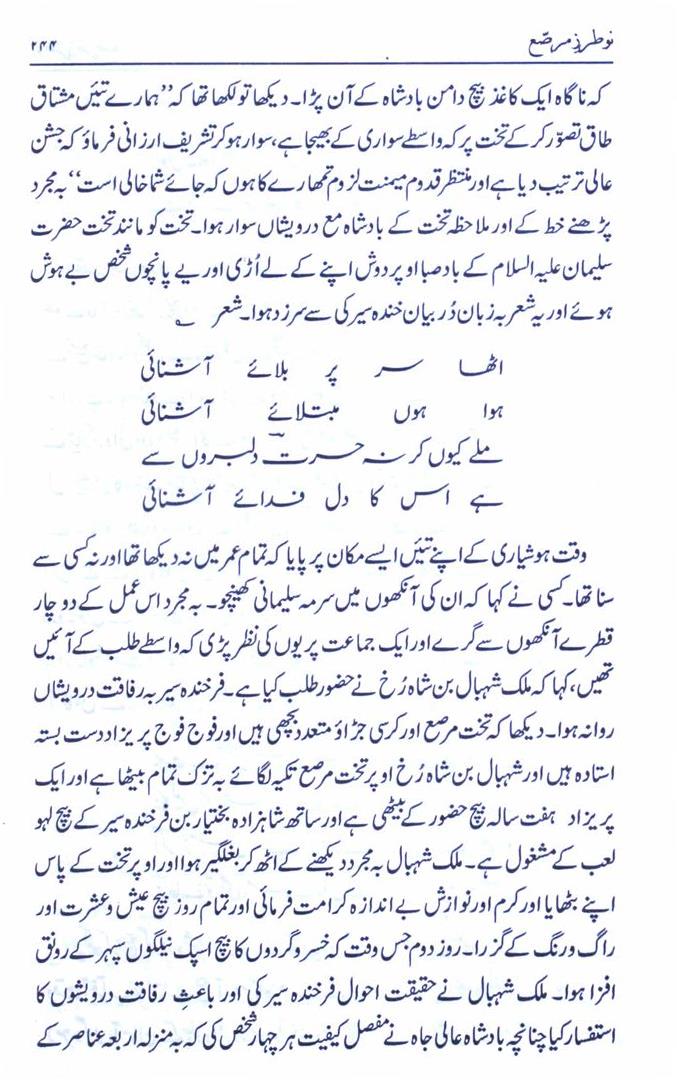 نو طرزِ مرصّع
۲۴۴
کہ ناگاہ ایک کاغذ بیچ دامن بادشاہ کے آن پڑا۔ دیکھا تو لکھا تھا کہ ’’ہمارے تئیں مشتاق
طاق تصوّر کر کے تخت پر کہ واسطے سواری کے بھیجا ہے، سوار ہو کر تشریف ارزانی فرماؤ کہ جشن
عالی ترتیب دیا ہے اور منتظر قدوم میمنت لزوم تمھارے کا ہوں کہ جائے شما خالی است‘‘ بہ مجرد
پڑھنے خط کے اور ملاحظہ تخت کے بادشاہ مع درویشاں سوار ہوا۔ تخت کو مانند تخت حضرت
سلیمان علیہ السلام کے باد صبا اوپر دوش اپنے کے لے اُڑی اور یے پانچوں شخص بے ہوش
ہوئے اور یہ شعر بہ زبان دُر بیان خندہ سیر کی سے سرزد ہوا۔ شعر ؎
اٹھا سر پر بلائے آشنائی
ہوا ہوں مبتلائے آشنائی
ملے کیوں کر نہ حسرتؔ دلبروں سے
ہے اس کا دل فدائے آشنائی
وقت ہوشیاری کے اپنے تئیں ایسے مکان پر پایا کہ تمام عمر میں نہ دیکھا تھا اور نہ کسی سے
سنا تھا۔ کسی نے کہا کہ ان کی آنکھوں میں سرمہ سلیمانی کھینچو۔ بہ مجرد اس عمل کے دو چار
قطرے آنکھوں سے گرے اور ایک جماعت پریوں کی نظر پڑی کہ واسطے طلب کے آئیں
تھیں، کہا کہ ملک شہبال بن شاہ رُخ نے حضور طلب کیا ہے۔ فرخندہ سیر بہ رفاقت درویشاں
روانہ ہوا۔ دیکھا کہ تخت مرصع اور کرسی جڑاؤ متعدد بچھی ہیں اور فوج فوج پریزاد دست بستہ
استادہ ہیں اور شہبال بن شاہ رُخ اوپر تخت مرصع تکیہ لگائے بہ تزک تمام بیٹھا ہے اور ایک
پریزاد ہفت سالہ بیچ حضور کے بیٹھی ہے اور ساتھ شاہزادہ بختیار بن فرخندہ سیر کے بیچ لہو
لعب کے مشغول ہے۔ ملک شہبال بہ مجرد دیکھنے کے اٹھ کر بغلگیر ہوا اور اوپر تخت کے پاس
اپنے بٹھایا اور کرم اور نوازش بے اندازہ کرامت فرمائی اور تمام روز بیچ عیش و عشرت اور
راگ و رنگ کے گزرا۔ روز دوم جس وقت کہ خسرو گردوں کا بیچ اسپک نیلگوں سپہر کے رونق
افزا ہوا۔ ملک شہبال نے حقیقت احوال فرخندہ سیر کی اور باعثِ رفاقت درویشوں کا
استفسار کیا چنانچہ بادشاہ عالی جاہ نے مفصل کیفیت ہر چہار شخص کی کہ بہ منزلہ اربعہ عناصر کے